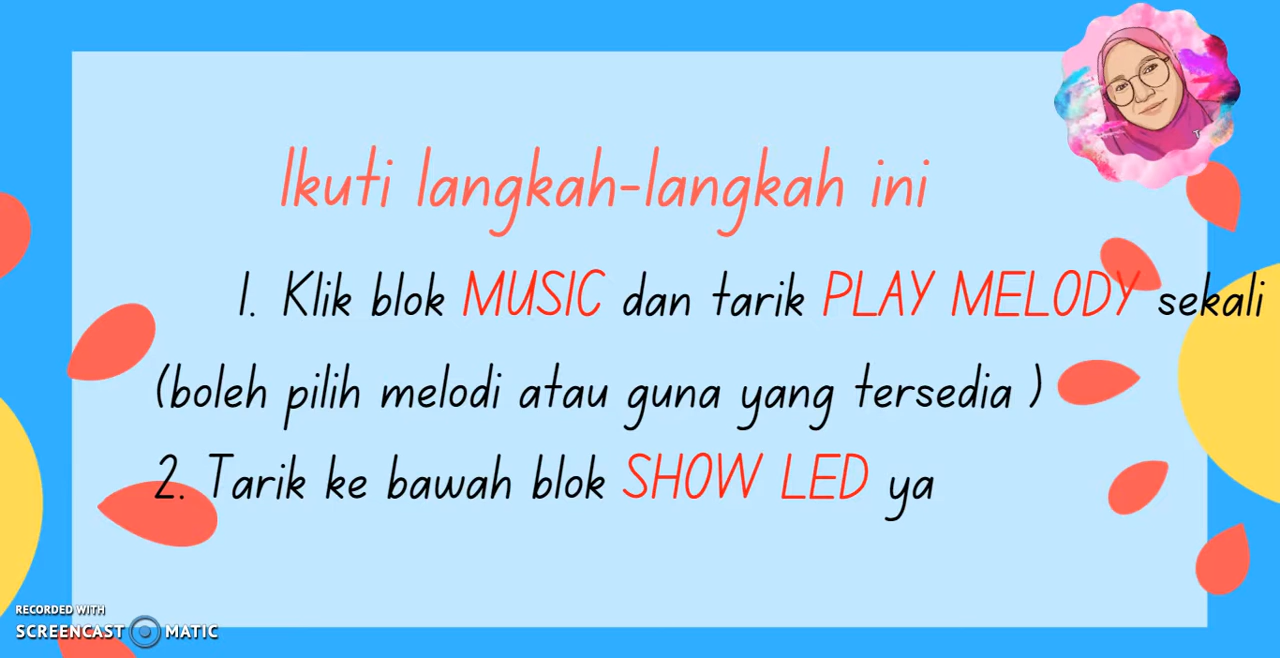 Ikuti langkah-langkah ini
1. Klik blok MUSIC dan tarik PLAY MELODY sekali
(boleh pilih melodi atau guna yang tersedia )
2. Tarik ke bawah blok SHOW LED ya
RECORDED WITH
SCREENCAST MATIC